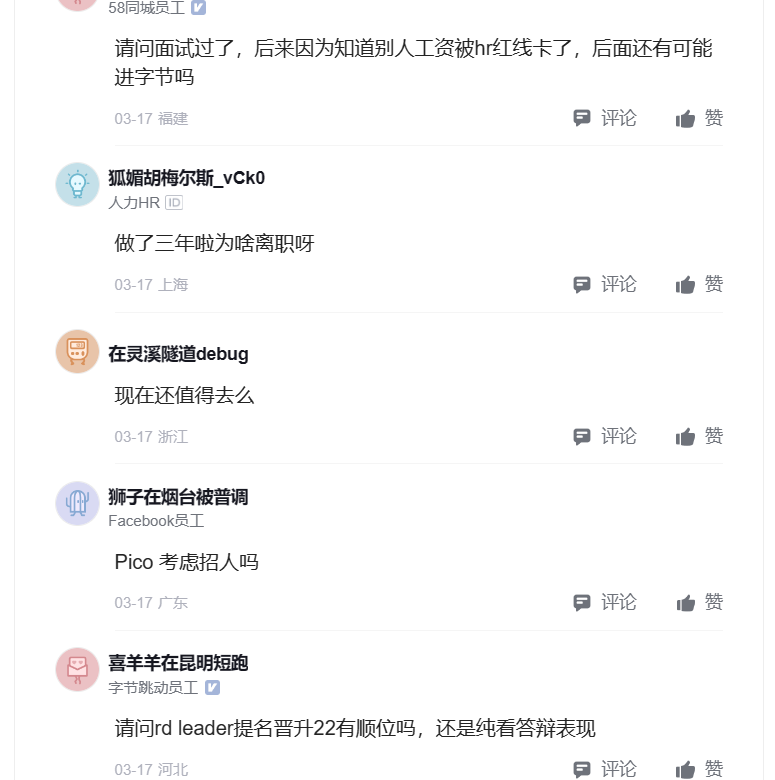 58同城员工
请问面试过了，后来因为知道别人工资被hr红线卡了，后面还有可能
进字节吗
03-17 福建 评论 赞
狐媚胡梅尔斯_vCk0
人力HR ID
做了三年啦为啥离职呀
03-17 上海 评论 赞
在灵溪隧道debug
现在还值得去么
03-17 浙江 评论 赞
狮子在烟台被普调
Facebook员工
Pico 考虑招人吗
03-17 广东 评论 赞
喜羊羊在昆明短跑
字节跳动员工
请问rd leader提名晋升22有顺位吗，还是纯看答辩表现
03-17 河北 评论 赞